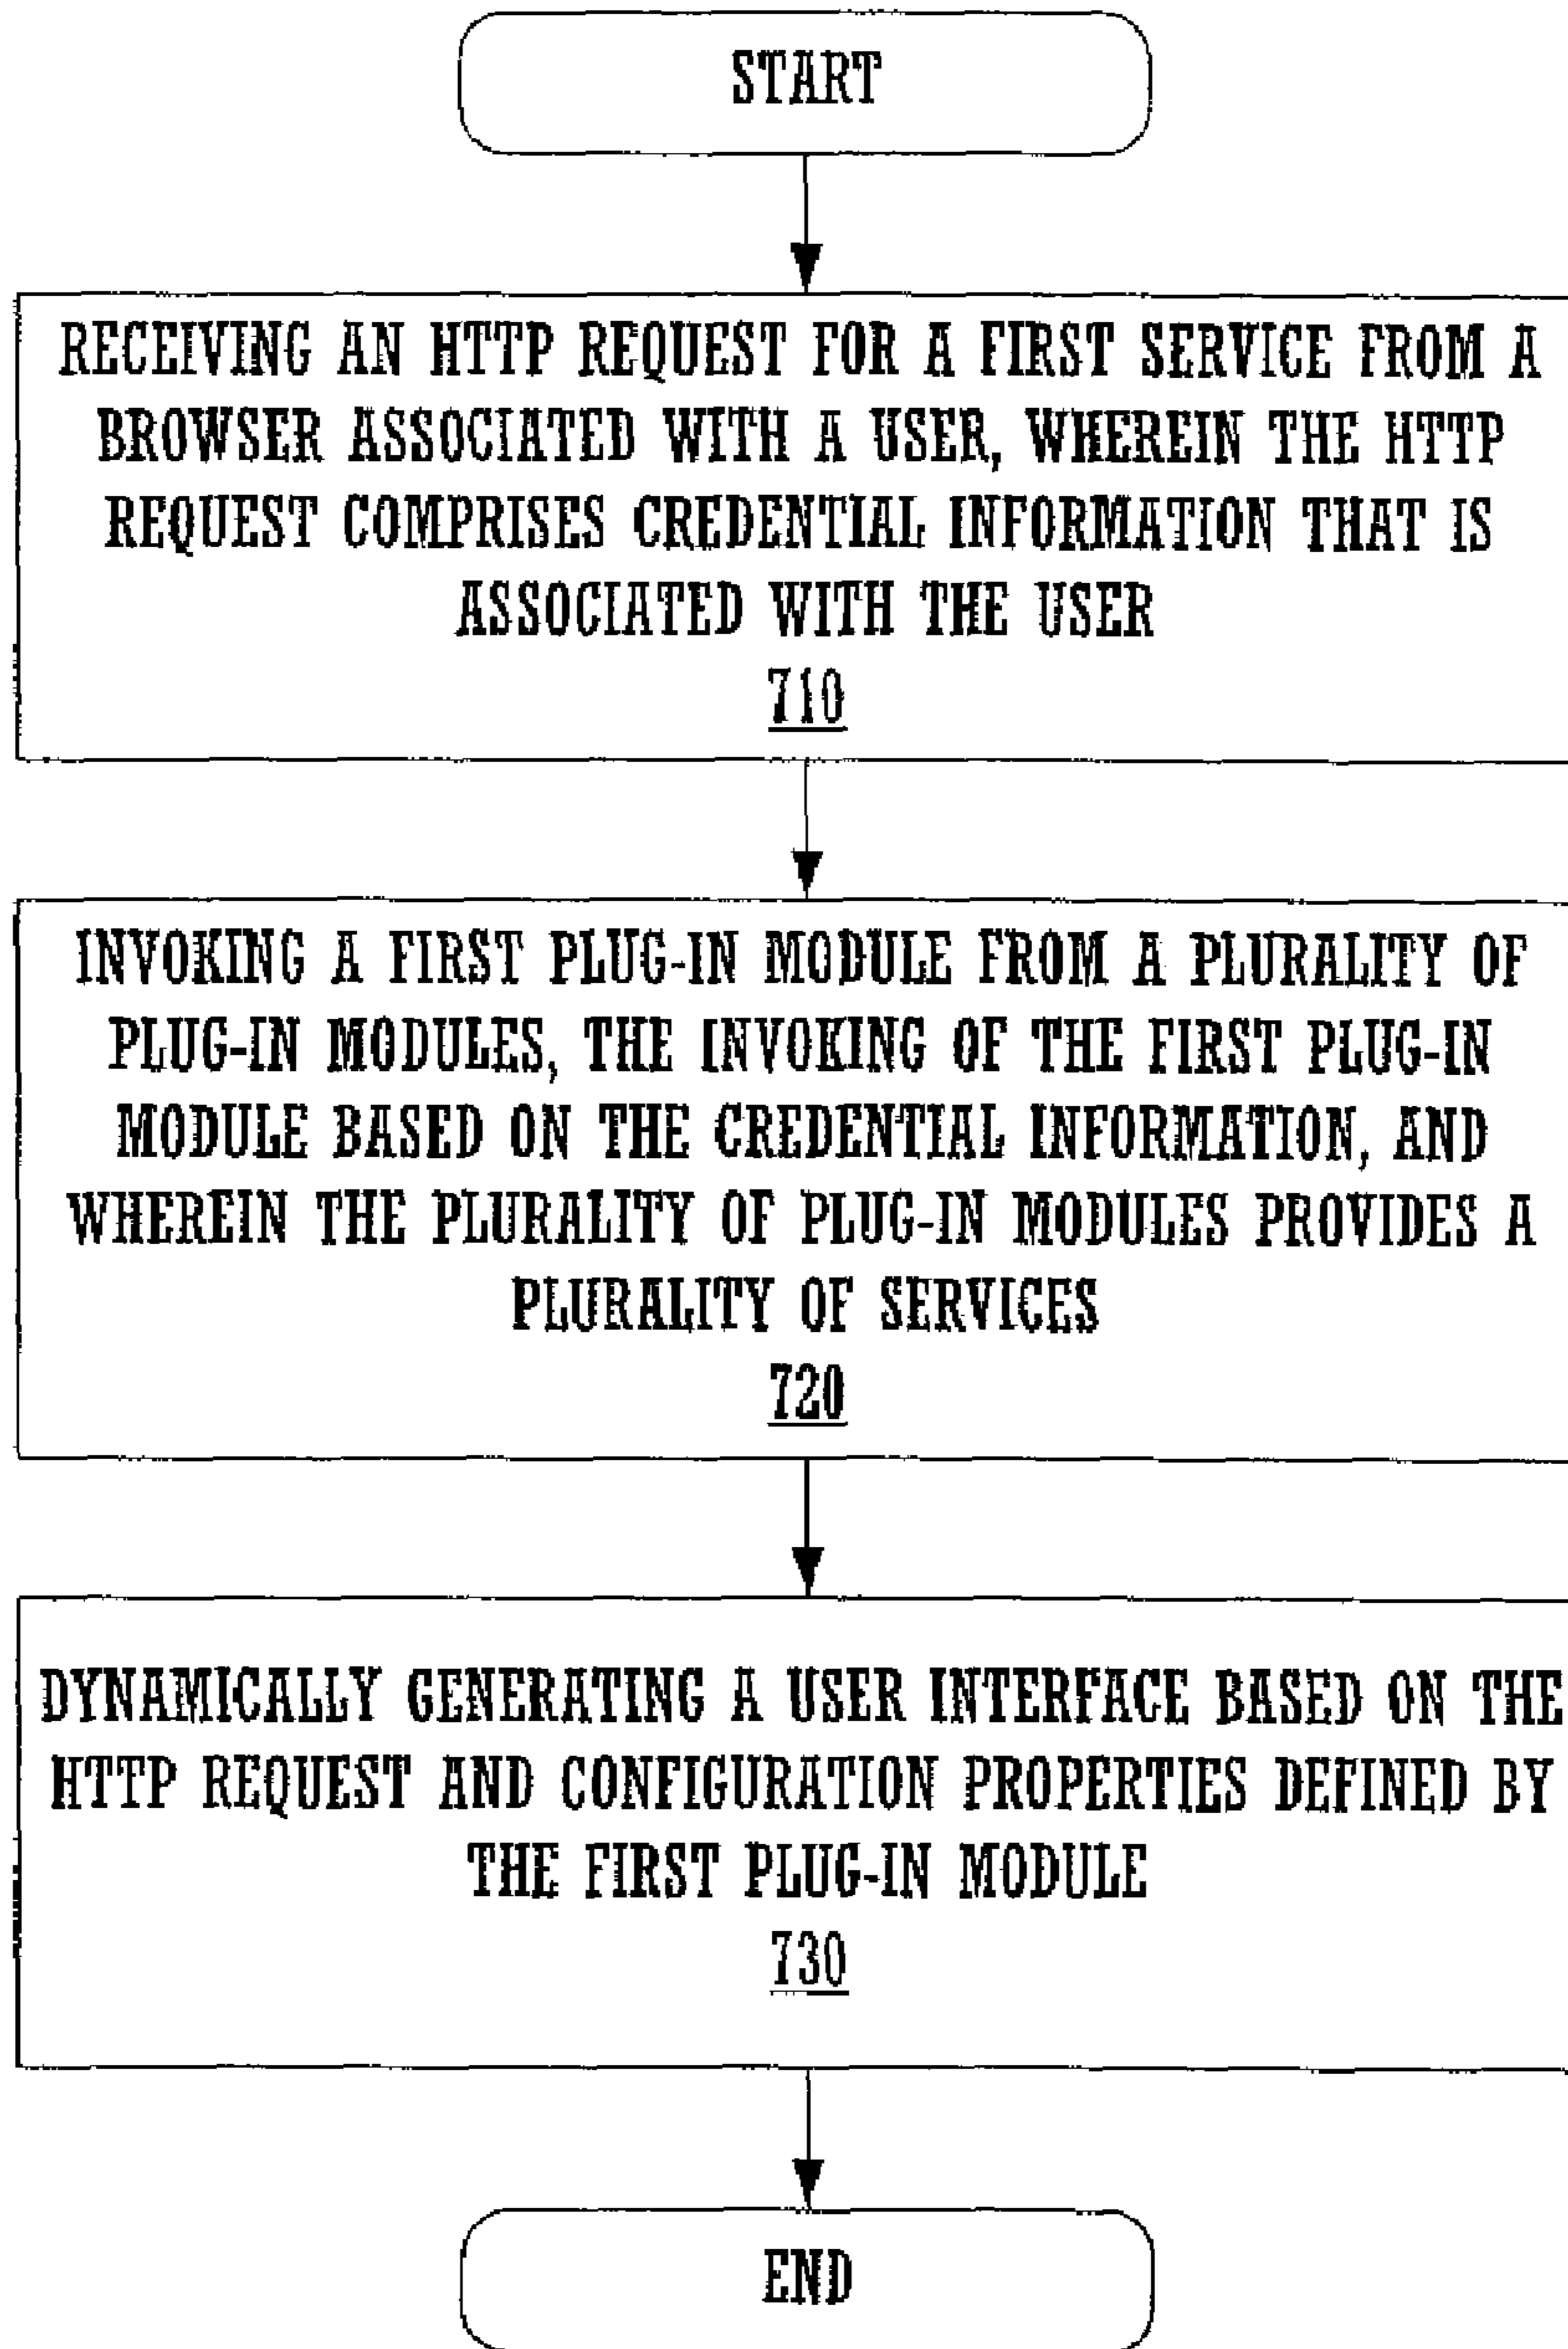 START
RECEIVING AN HTTP REQUEST FOR A FIRST SERVICE FROM A
BROWSER ASSOCIATED WITH A USER, WHEREIN THE HTTP
REQUEST COMPRISES CREDENTIAL INFORMATION THAT IS
ASSOCIATED WITH THE USER
710
INVOKING A FIRST PLUG-IN MODULE FROM A PLURALITY OF
PLUG-IN MODULES, THE INVOKING OF THE FIRST PLUG-IN
MODULE BASED ON THE CREDENTIAL INFORMATION, AND
WHEREIN THE PLURALITY OF PLUG-IN MODULES PROVIDES A
PLURALITY OF SERVICES
720
DYNAMICALLY GENERATING A USER INTERFACE BASED ON THE
HTTP REQUEST AND CONFIGURATION PROPERTIES DEFINED BY
THE FIRST PLUG-IN MODULE
730
END